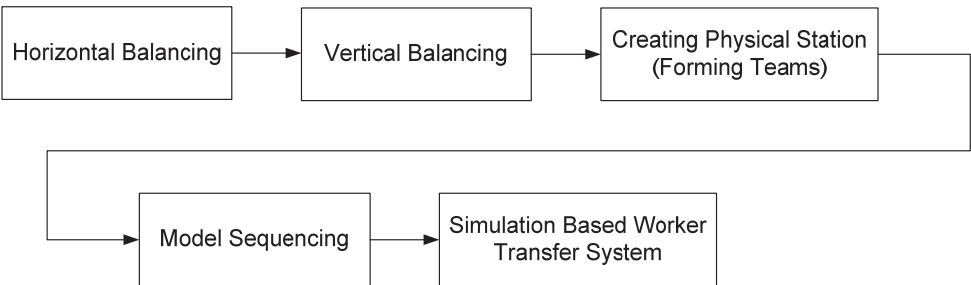 Horizontal Balancing
Vertical Balancing
Creating Physical Station
(Forming Teams)
Model Sequencing
Simulation Based Worker
Transfer System